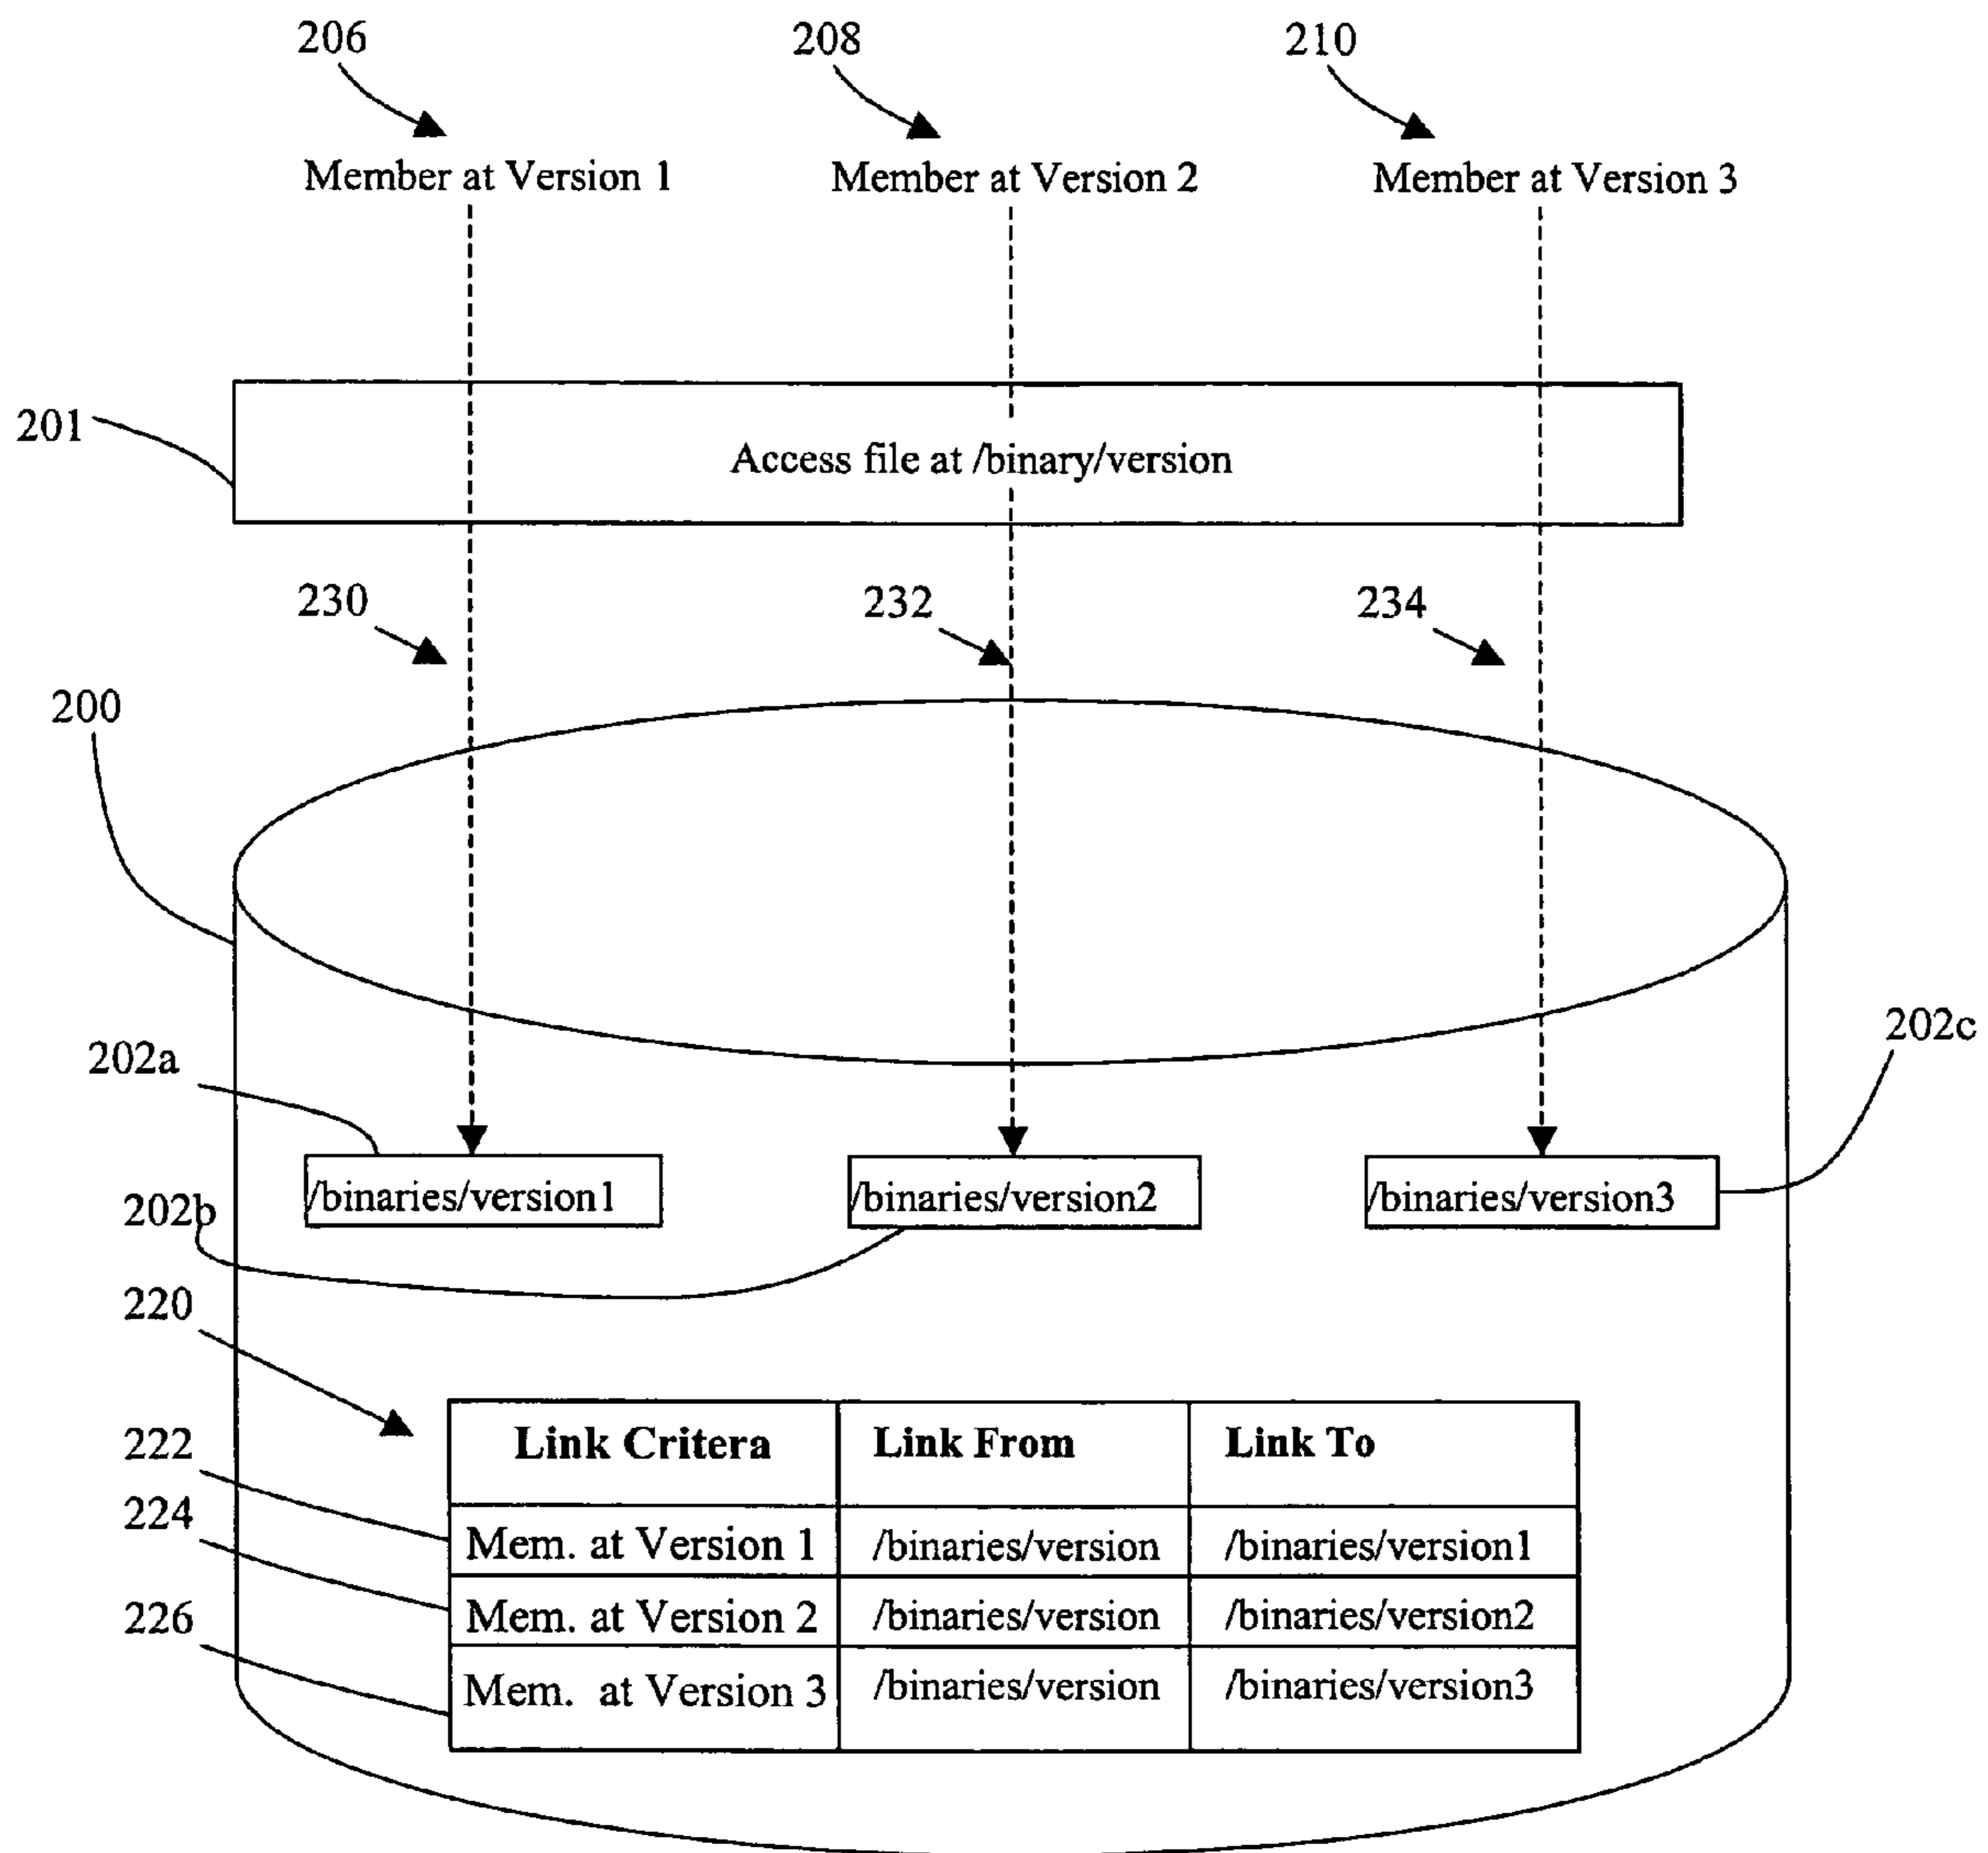 206 208 210
Member at Version 1 Member at Version 2 Member at Version 3
201
Access file at /binary/version
230 232 234
200
202a
202c
/binaries/version1 /binaries/version2 /binaries/version3
202b
220
Link Critera Link From Link To
222
Mem. at Version 1 /binaries/version /binaries/version1
224
Mem. at Version 2 /binaries/version /binaries/version2
226
Mem. at Version 3 /binaries/version /binaries/version3